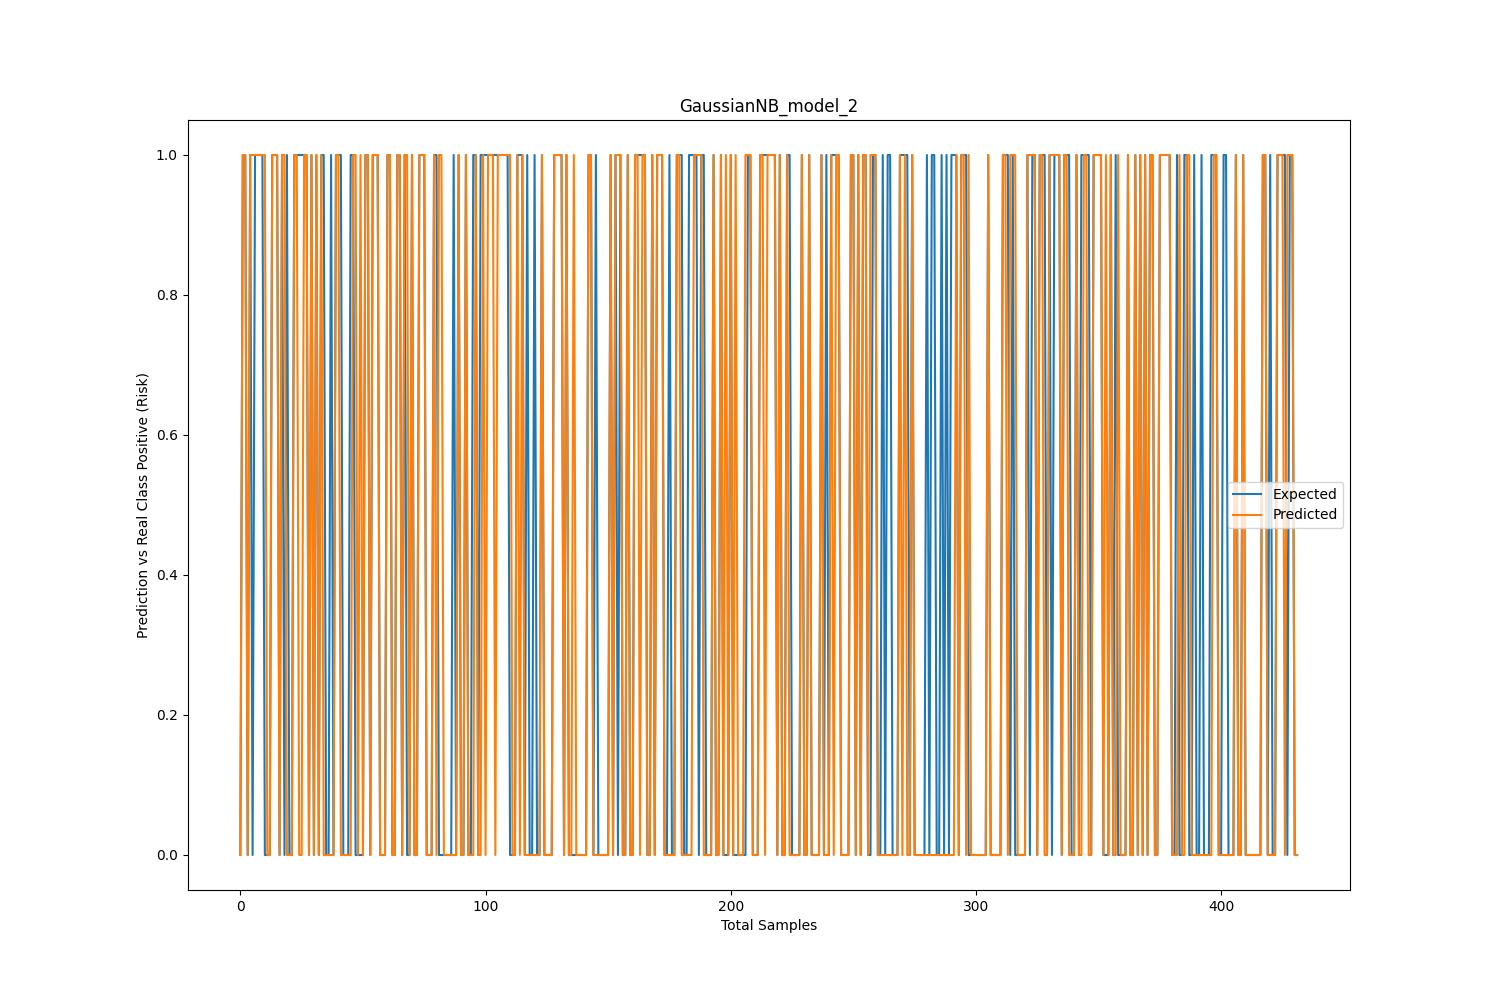 GaussianNB_model_2
1.0
0.8
0.6
0.4
0.2
0.0
Prediction vs Real Class Positive (Risk)
Expected
Predicted
0
100
200
300
400
Total Samples